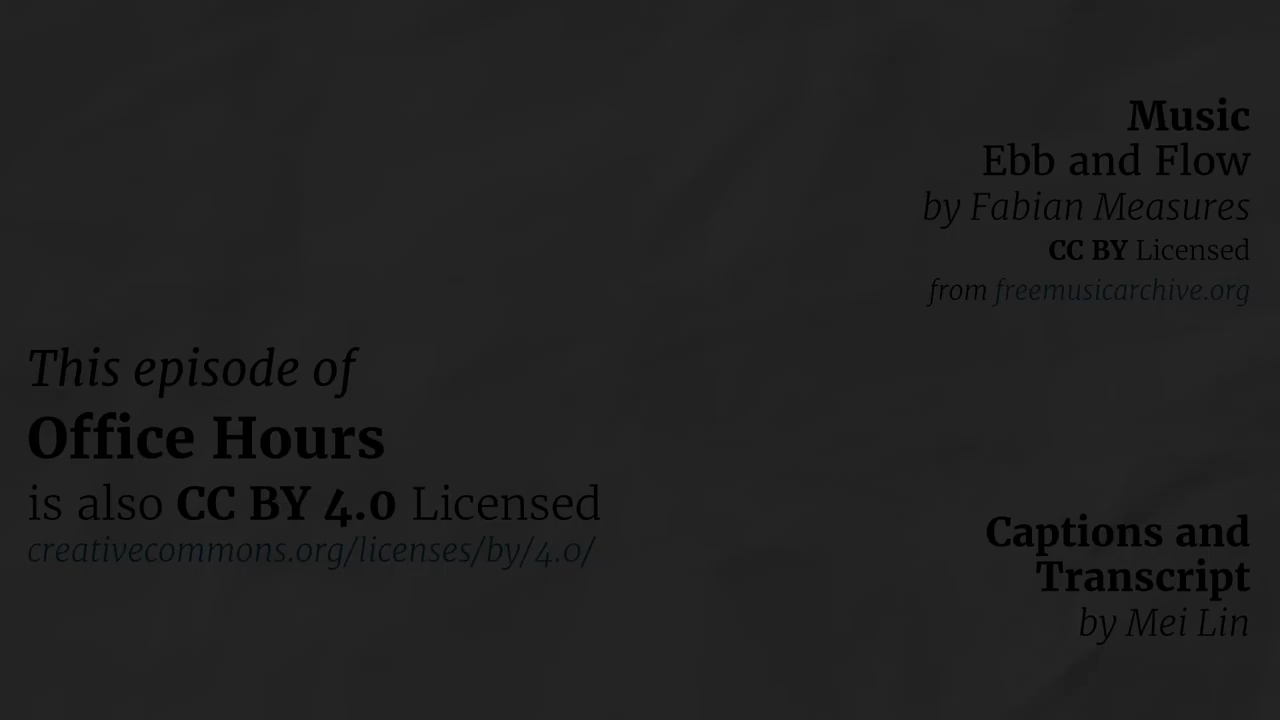 Music
Ebb and Flow
by Fabian Measures
CC BY Licensed
from freemusicarchive.org
This episode of
Office Hours
is also CC BY 4.0 Licensed
creativecommons.org/licenses/by/4.0/
Captions and
Transcript
by Mei Lin